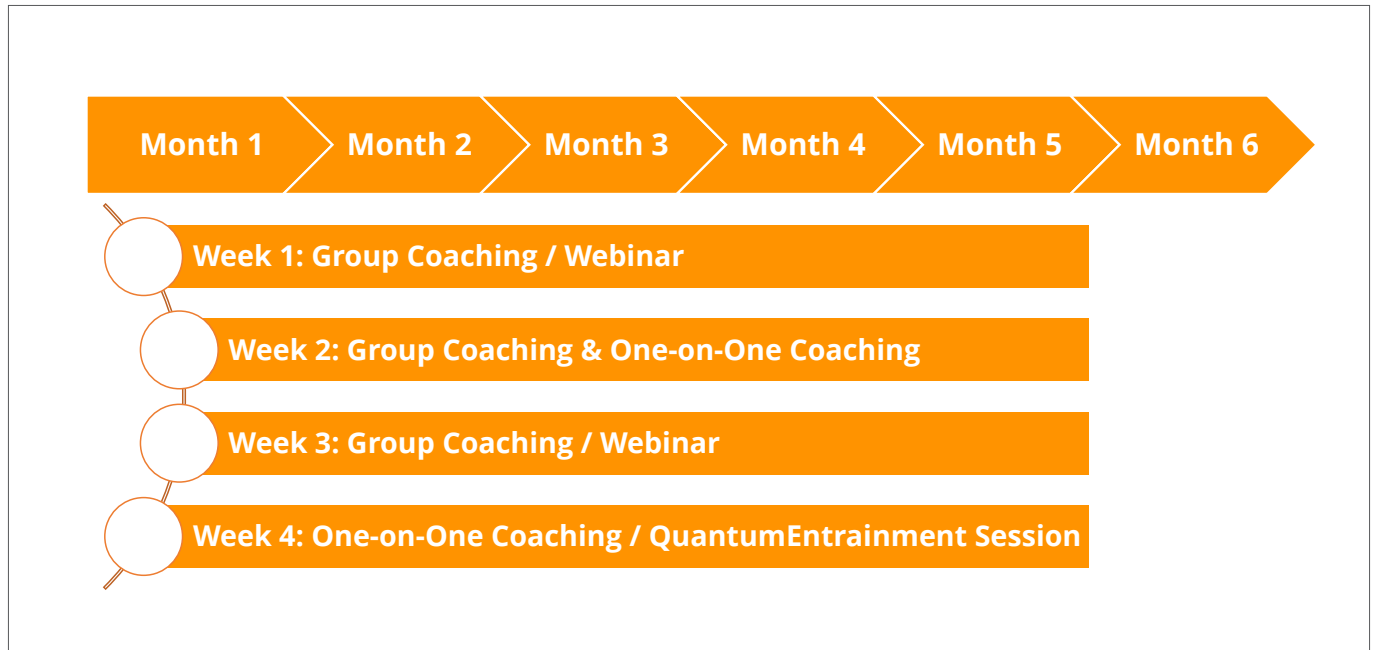 Month 1
Month 2
Month 3
Month 4
Month 5
Month 6
Week 1: Group Coaching / Webinar
Week 2: Group Coaching & One-on-One Coaching
Week 3: Group Coaching / Webinar
Week 4: One-on-One Coaching / QuantumEntrainment Session